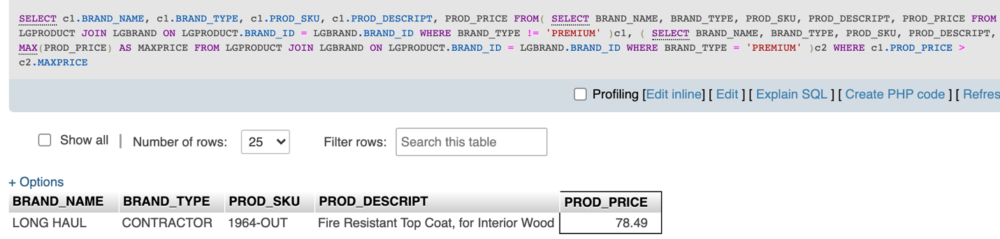 SELECT c1.BRAND_NAME, c1.BRAND_TYPE, c1.PROD_SKU, c1.PROD_DESCRIPT, PROD_PRICE FROM( SELECT BRAND_NAME, BRAND_TYPE, PROD_SKU, PROD_DESCRIPT, PROD_PRICE FROM
LGPRODUCT JOIN LGBRAND ON LGPRODUCT.BRAND_ID = LGBRAND.BRAND_ID WHERE BRAND_TYPE != 'PREMIUM' )c1, ( SELECT BRAND_NAME, BRAND_TYPE, PROD_SKU, PROD_DESCRIPT,
MAX(PROD_PRICE) AS MAXPRICE FROM LGPRODUCT JOIN LGBRAND ON LGPRODUCT.BRAND_ID = LGBRAND.BRAND_ID WHERE BRAND_TYPE = 'PREMIUM' )c2 WHERE c1.PROD_PRICE >
c2.MAXPRICE
Profiling [Edit inline] [ Edit ] [ Explain SQL ] [ Create PHP code ] [ Refres
Show all | Number of rows: 25 Filter rows: Search this table
+ Options
BRAND_NAME BRAND_TYPE PROD_SKU PROD_DESCRIPT PROD_PRICE
LONG HAUL CONTRACTOR 1964-OUT Fire Resistant Top Coat, for Interior Wood 78.49